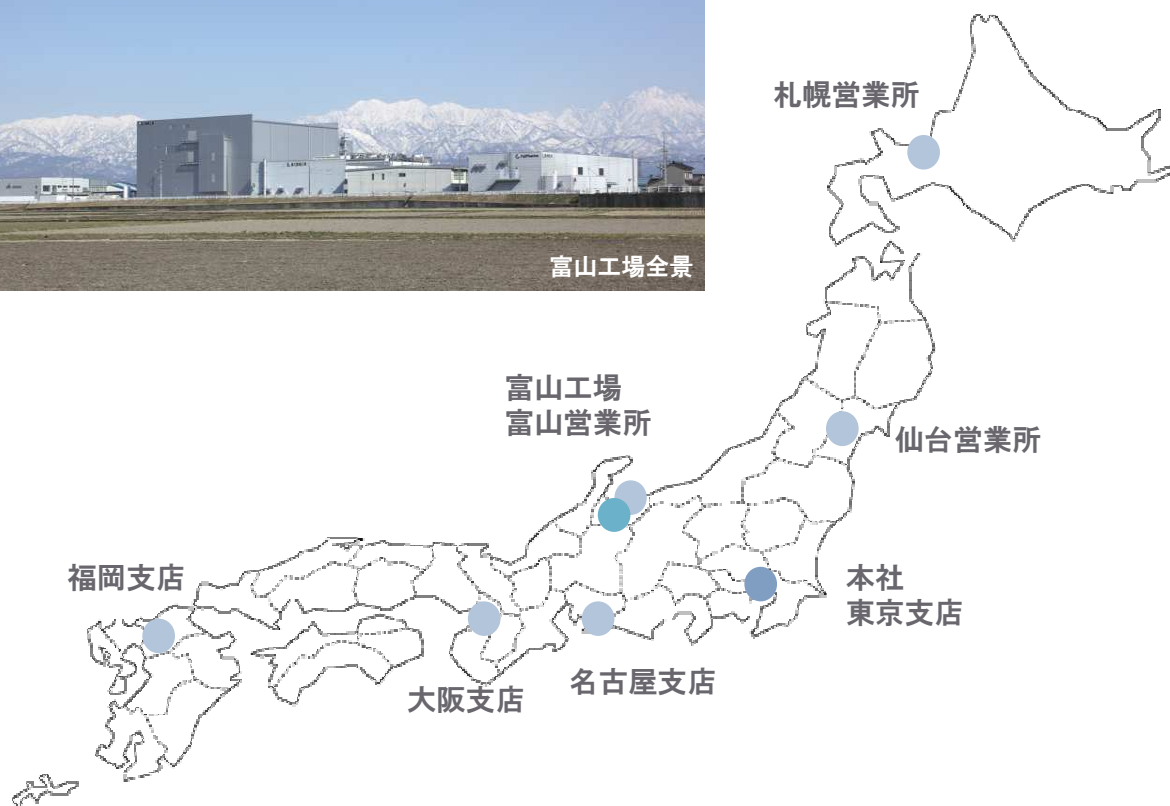 富山工場全景
札幌営業所
富山工場
富山営業所
仙台営業所
福岡支店
本社
東京支店
名古屋支店
大阪支店